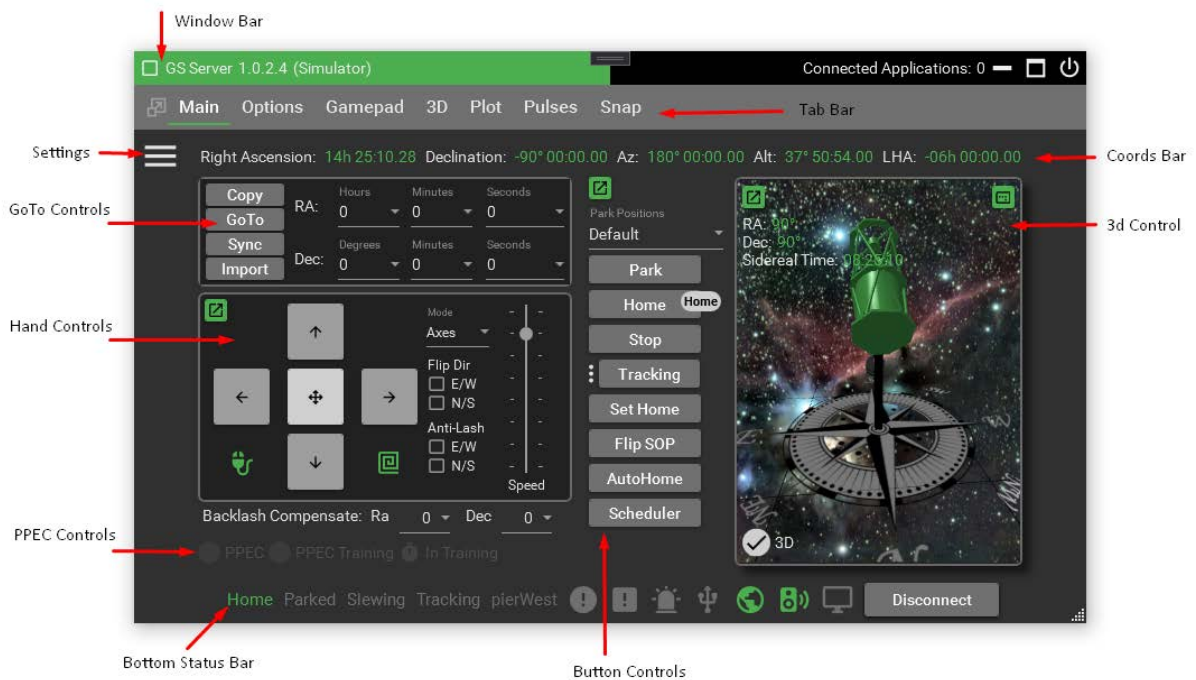 Window Bar
GS Server 1.0.2.4 (Simulator)
Connected Applications: 0
Main Options Gamepad 3D Plot Pulses Snap
Tab Bar
Settings
Right Ascension: 14h 25:10.28 Declination: -90° 00:00.00 Az: 180° 00:00.00 Alt: 37° 50:54.00 LHA: -06h 00:00.00
Coords Bar
GoTo Controls
Copy
GoTo
Sync
Import
Hours Minutes Seconds
RA: 0 0 0
Degrees Minutes Seconds
Dec: 0 0 0
Park Positions
Default
Park
Home Home
Stop
Tracking
Set Home
Flip SOP
AutoHome
Scheduler
RA: 90°
Dec: 90°
Sidereal Time: 08:25:10
3d Control
Hand Controls
Mode
Axes
Flip Dir
E/W
N/S
Anti-Lash
E/W
N/S
Speed
NE
3D
Backlash Compensate: Ra 0 Dec 0
PPEC Controls
PPEC PPEC Training In Training
Home Parked Slewing Tracking pierWest
Disconnect
Bottom Status Bar
Button Controls